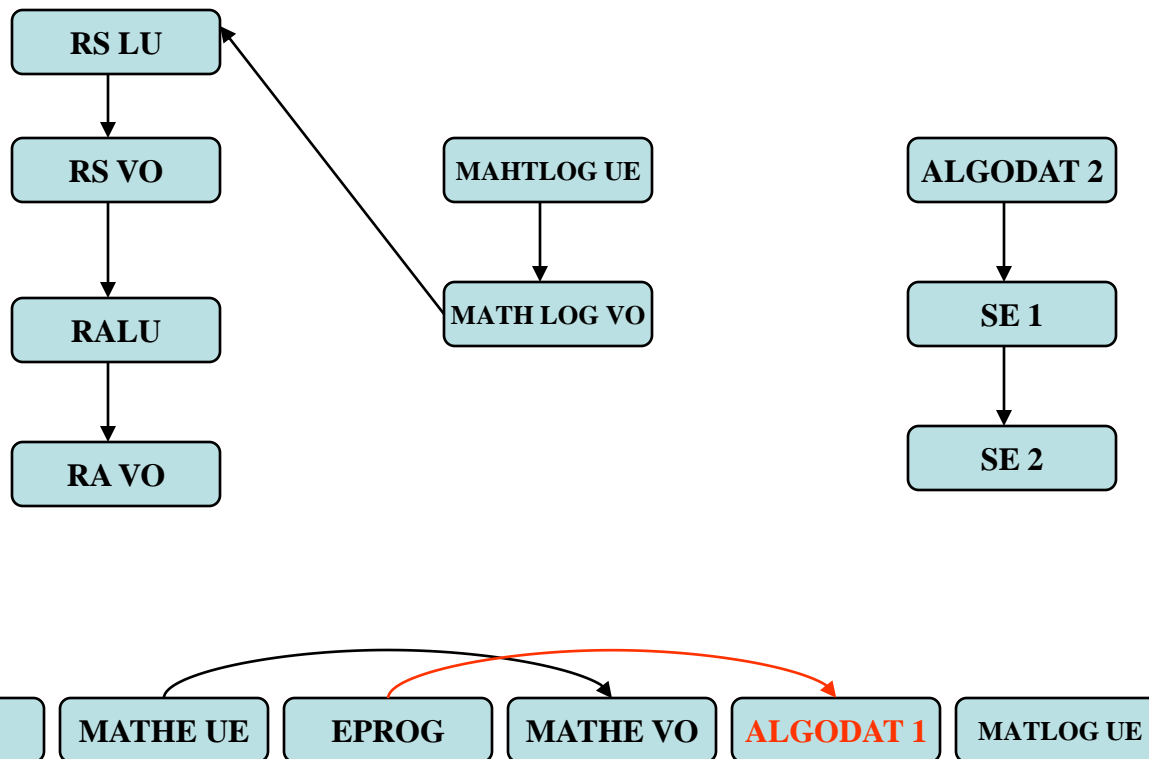 RS LU
RS VO
RALU
RA VO
MAHTLOG UE
MATH LOG VO
ALGODAT 2
SE 1
SE 2
MATHE UE
EPROG
MATHE VO
ALGODAT 1
MATLOG UE